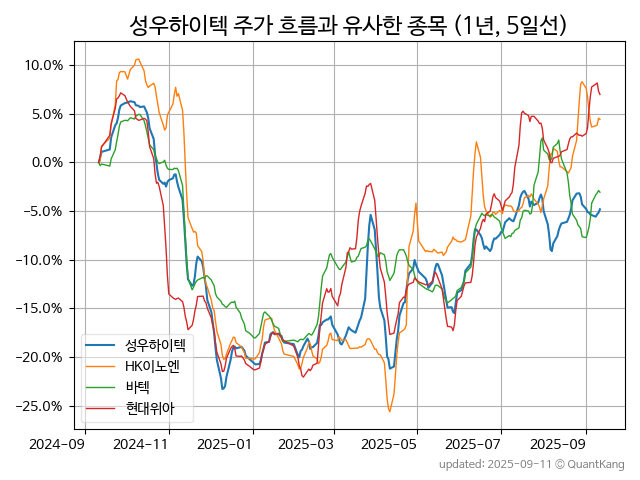 성우하이텍 주가 흐름과 유사한 종목 (1년, 5일선)
10.0%
5.0%
0.0%
−5.0%
−10.0%
−15.0%
−20.0%
−25.0%
성우하이텍
HK이노엔
바텍
현대위아
2024-09
2024-11
2025-01
2025-03
2025-05
2025-07
2025-09
updated: 2025-09-11 © QuantKang